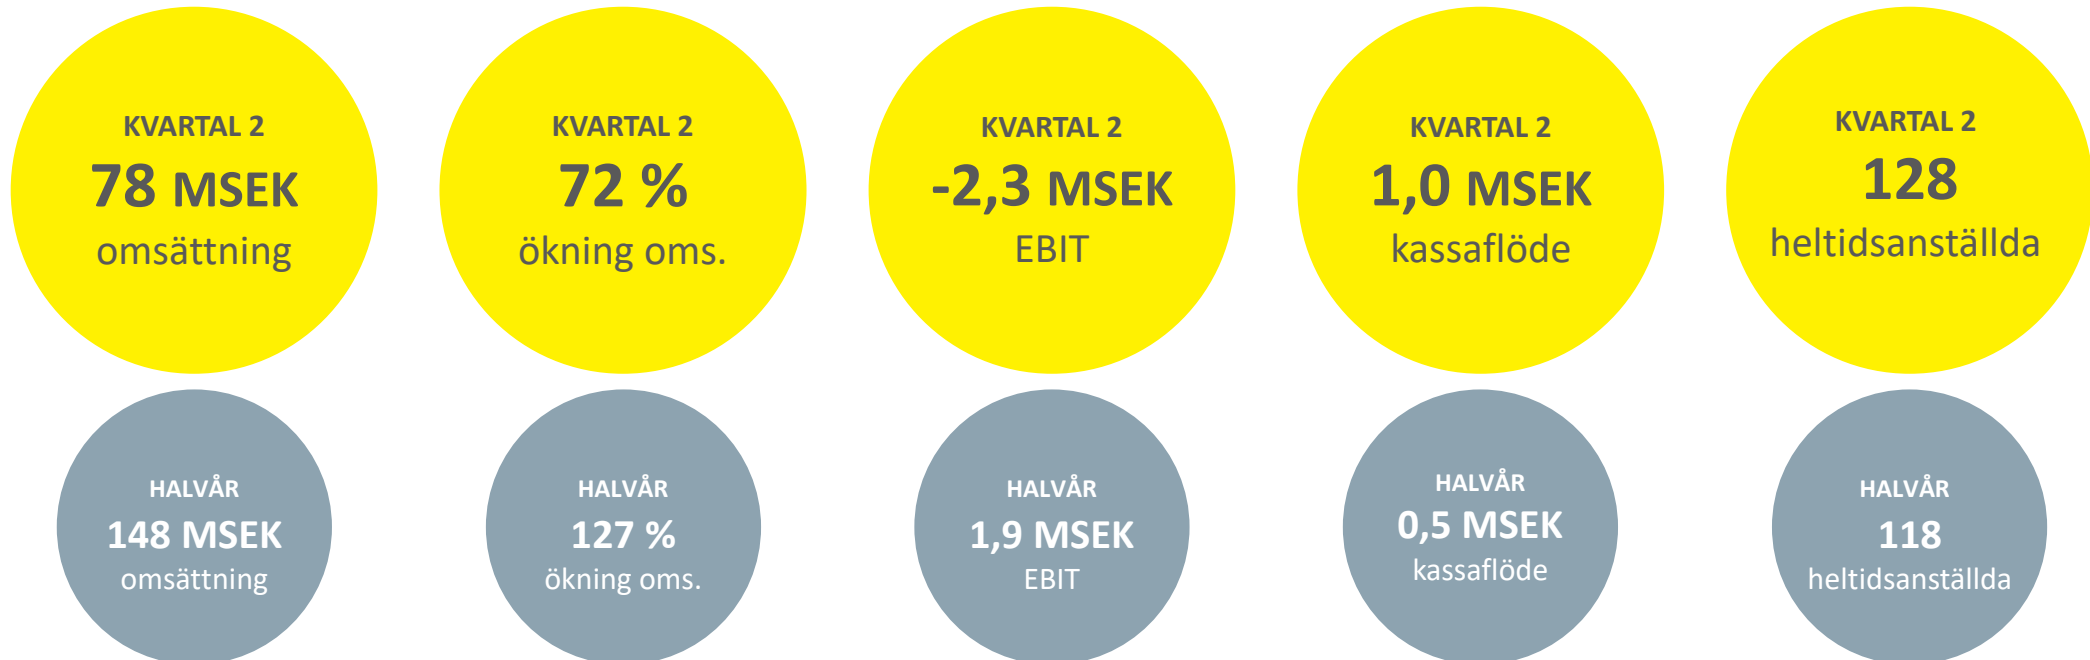 KVARTAL 2
78 MSEK
omsättning
KVARTAL 2
72 %
ökning oms.
KVARTAL 2
-2,3 MSEK
EBIT
KVARTAL 2
1,0 MSEK
kassaflöde
KVARTAL 2
128
heltidsanställda
HALVÅR
148 MSEK
omsättning
HALVÅR
127 %
ökning oms.
HALVÅR
1,9 MSEK
EBIT
HALVÅR
0,5 MSEK
kassaflöde
HALVÅR
118
heltidsanställda